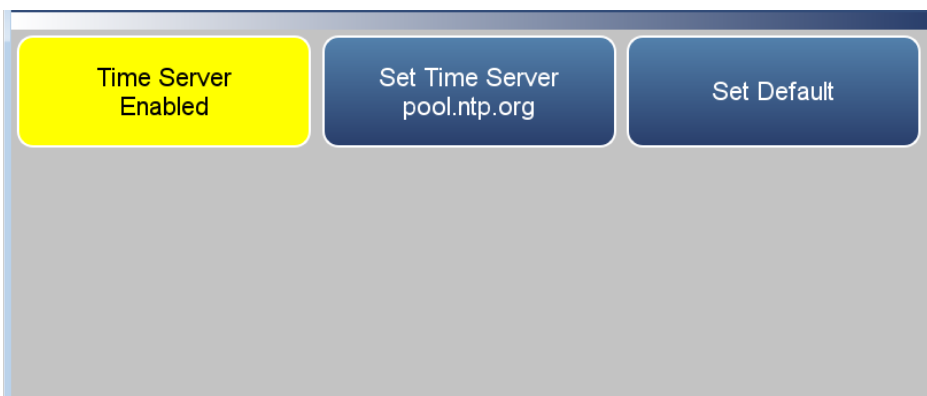 Time Server
Enabled
Set Time Server
pool.ntp.org
Set Default